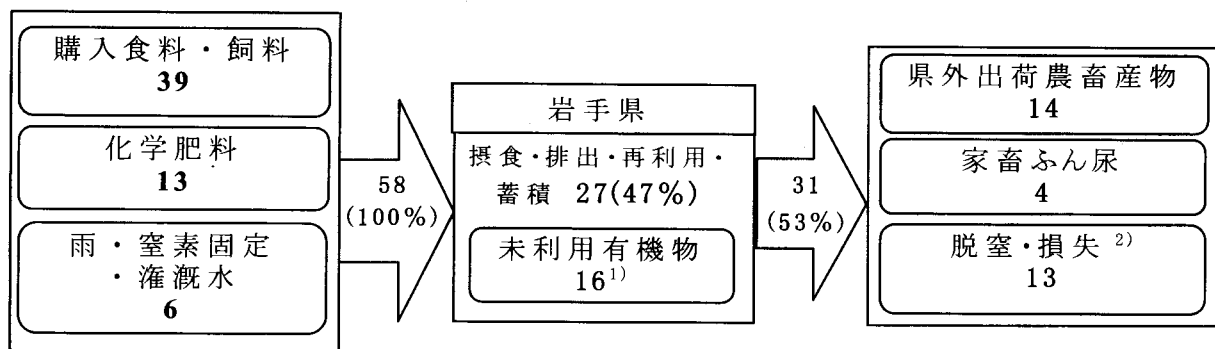 購入食料・飼料
39
化学肥料
13
雨・窒素固定
・潅漑水
6
58
(100%)
岩手県
摂食・排出・再利用・
蓄積 27(47%)
未利用有機物
16¹⁾
31
(53%)
県外出荷農畜産物
14
家畜ふん尿
4
脱窒・損失 ²⁾
13